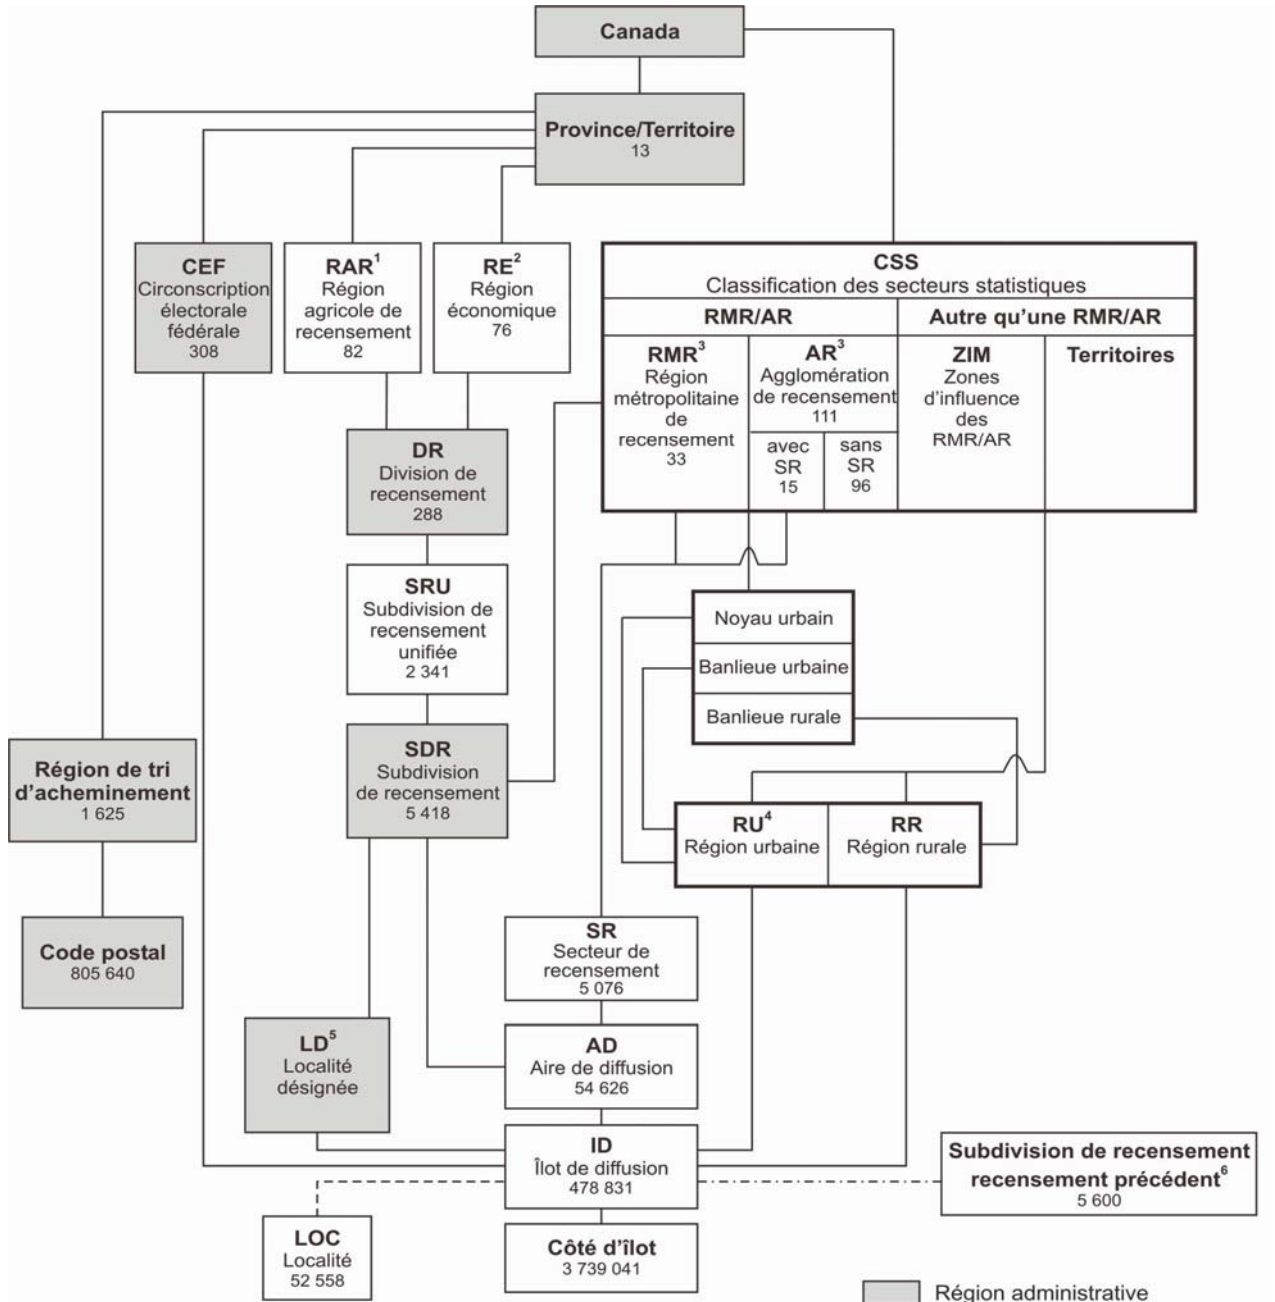 Canada
Province/Territoire
13
CEF
Circonscription
électorale
fédérale
308
RAR1
Région
agricole de
recensement
82
RE2
Région
économique
76
CSS
Classification des secteurs statistiques
RMR/AR
Autre qu'une RMR/AR
RMR3
Région
métropolitaine
de
recensement
33
AR3
Agglomération
de recensement
111
avec
SR
15
sans
SR
96
ZIM
Zones
d'influence
des
RMR/AR
Territoires
DR
Division de
recensement
288
SRU
Subdivision de
recensement
unifiée
2 341
Noyau urbain
Banlieue urbaine
Banlieue rurale
Région de tri
d'acheminement
1 625
SDR
Subdivision
de recensement
5 418
RU4
Région urbaine
RR
Région rurale
Code postal
805 640
SR
Secteur de
recensement
5 076
LD5
Localité
désignée
AD
Aire de diffusion
54 626
ID
Îlot de diffusion
478 831
Subdivision de recensement
recensement précédent6
5 600
LOC
Localité
52 558
Côté d'îlot
3 739 041
Région administrative